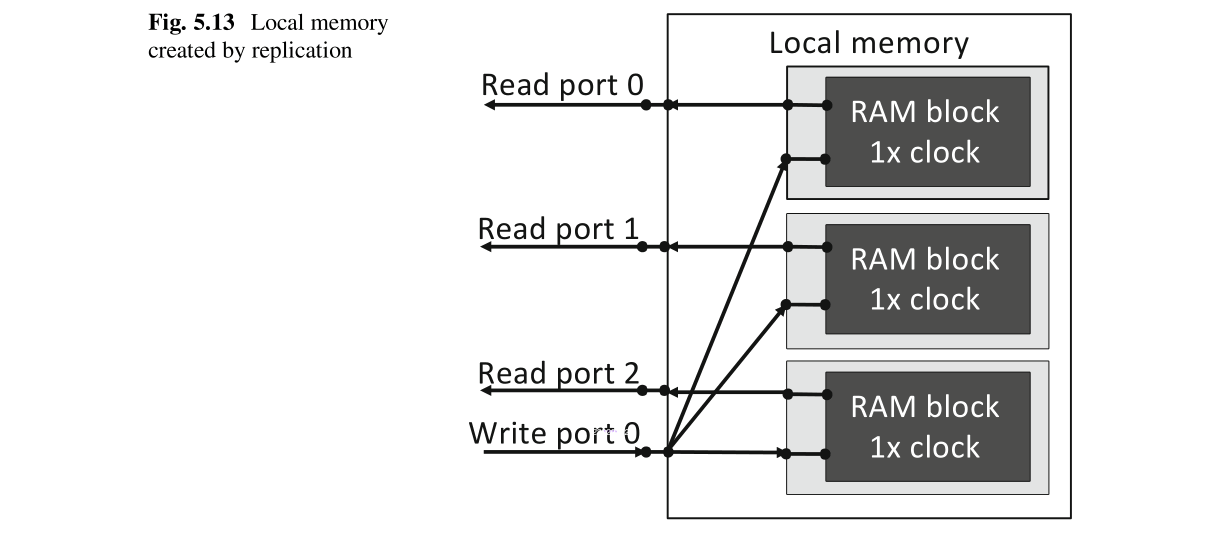 Fig. 5.13 Local memory
created by replication
Local memory
Read port 0
RAM block
1x clock
Read port 1
RAM block
1x clock
Read port 2
RAM block
1x clock
Write port 0